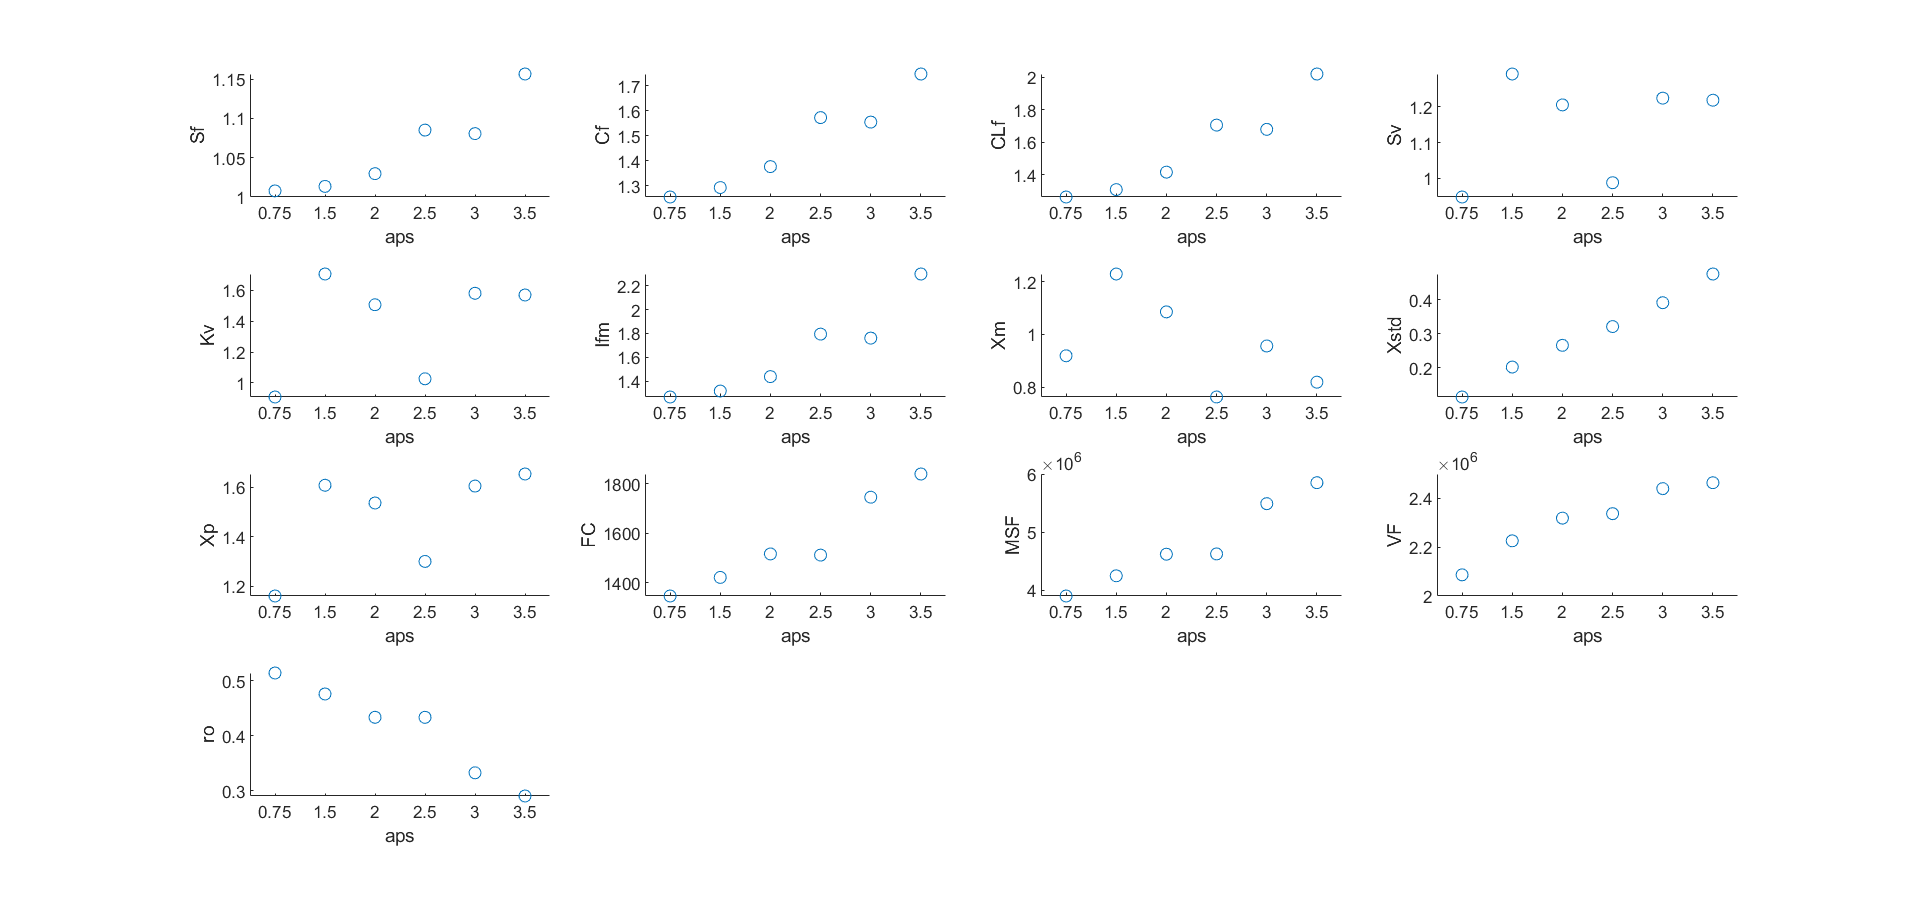 Sf
1.15
1.1
1.05
1
0.75 1.5 2 2.5 3 3.5
aps
Cf
1.7
1.6
1.5
1.4
1.3
0.75 1.5 2 2.5 3 3.5
aps
CLf
2
1.8
1.6
1.4
0.75 1.5 2 2.5 3 3.5
aps
Sv
1.2
1.1
1
0.75 1.5 2 2.5 3 3.5
aps
Kv
1.6
1.4
1.2
1
0.75 1.5 2 2.5 3 3.5
aps
Ifm
2.2
2
1.8
1.6
1.4
0.75 1.5 2 2.5 3 3.5
aps
Xm
1.2
1
0.8
0.75 1.5 2 2.5 3 3.5
aps
Xstd
0.4
0.3
0.2
0.75 1.5 2 2.5 3 3.5
aps
Xp
1.6
1.4
1.2
0.75 1.5 2 2.5 3 3.5
aps
FC
1800
1600
1400
0.75 1.5 2 2.5 3 3.5
aps
×10⁶
MSF
6
5
4
0.75 1.5 2 2.5 3 3.5
aps
×10⁶
VF
2.4
2.2
2
0.75 1.5 2 2.5 3 3.5
aps
ro
0.5
0.4
0.3
0.75 1.5 2 2.5 3 3.5
aps